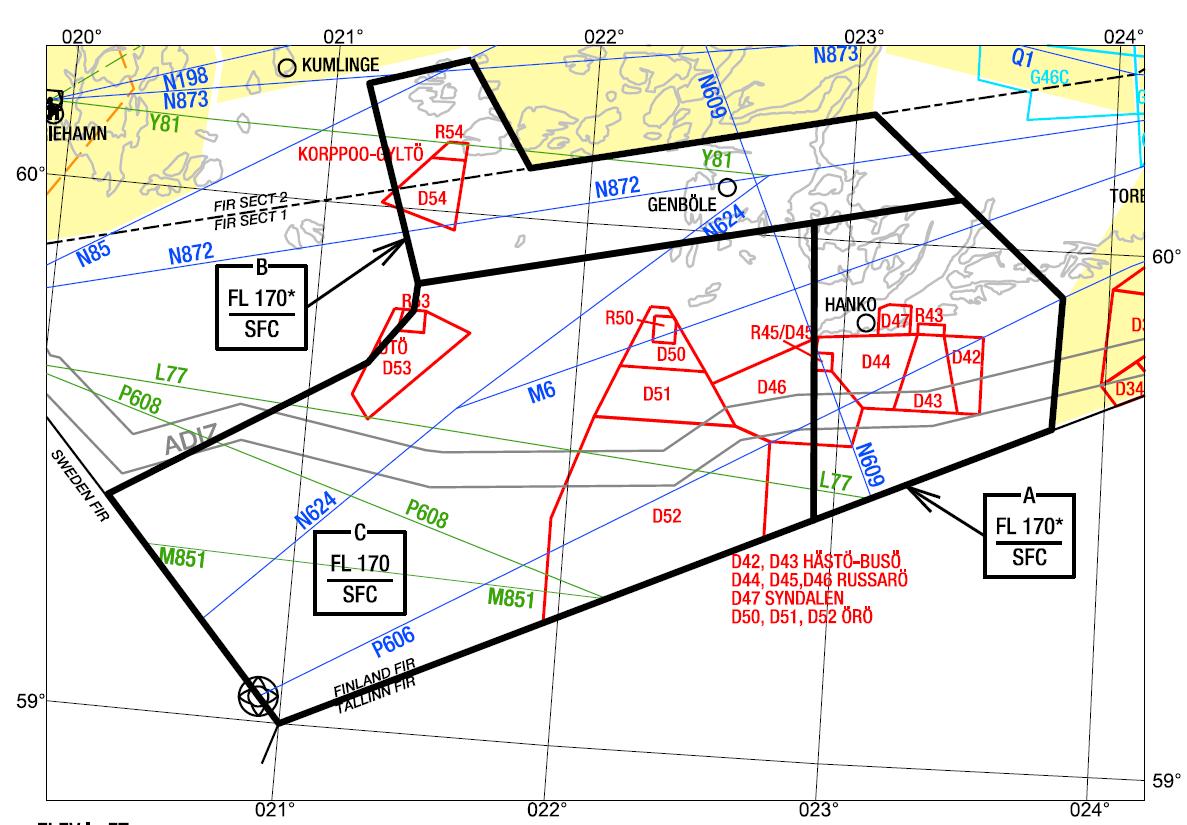 020° 021° 022° 023° 024°
KUMLINGE
N198
N873
N873
Q1
G46C
N609
Y81
IEHAMN
R54
KORPPOO-GYLTÖ
Y81
60°
D54
N872
GENBÖLE
FIR SECT 2
FIR SECT 1
N624
N85
N872
60°
B
FL 170*
SFC
R53
HANKO
D47
R43
R50
R45/D45
D50
D53
D44
D42
L77
D51
D46
M6
D43
D34
P608
ADIZ
SWEDEN FIR
N609
L77
N624
P608
D52
A
FL 170*
SFC
C
FL 170
SFC
M851
D42, D43 HÄSTÖ-BUSÖ
D44, D45,D46 RUSSARÖ
D47 SYNDALEN
D50, D51, D52 ÖRÖ
M851
P606
FINLAND FIR
TALLINN FIR
59°
59°
021° 022° 023° 024°